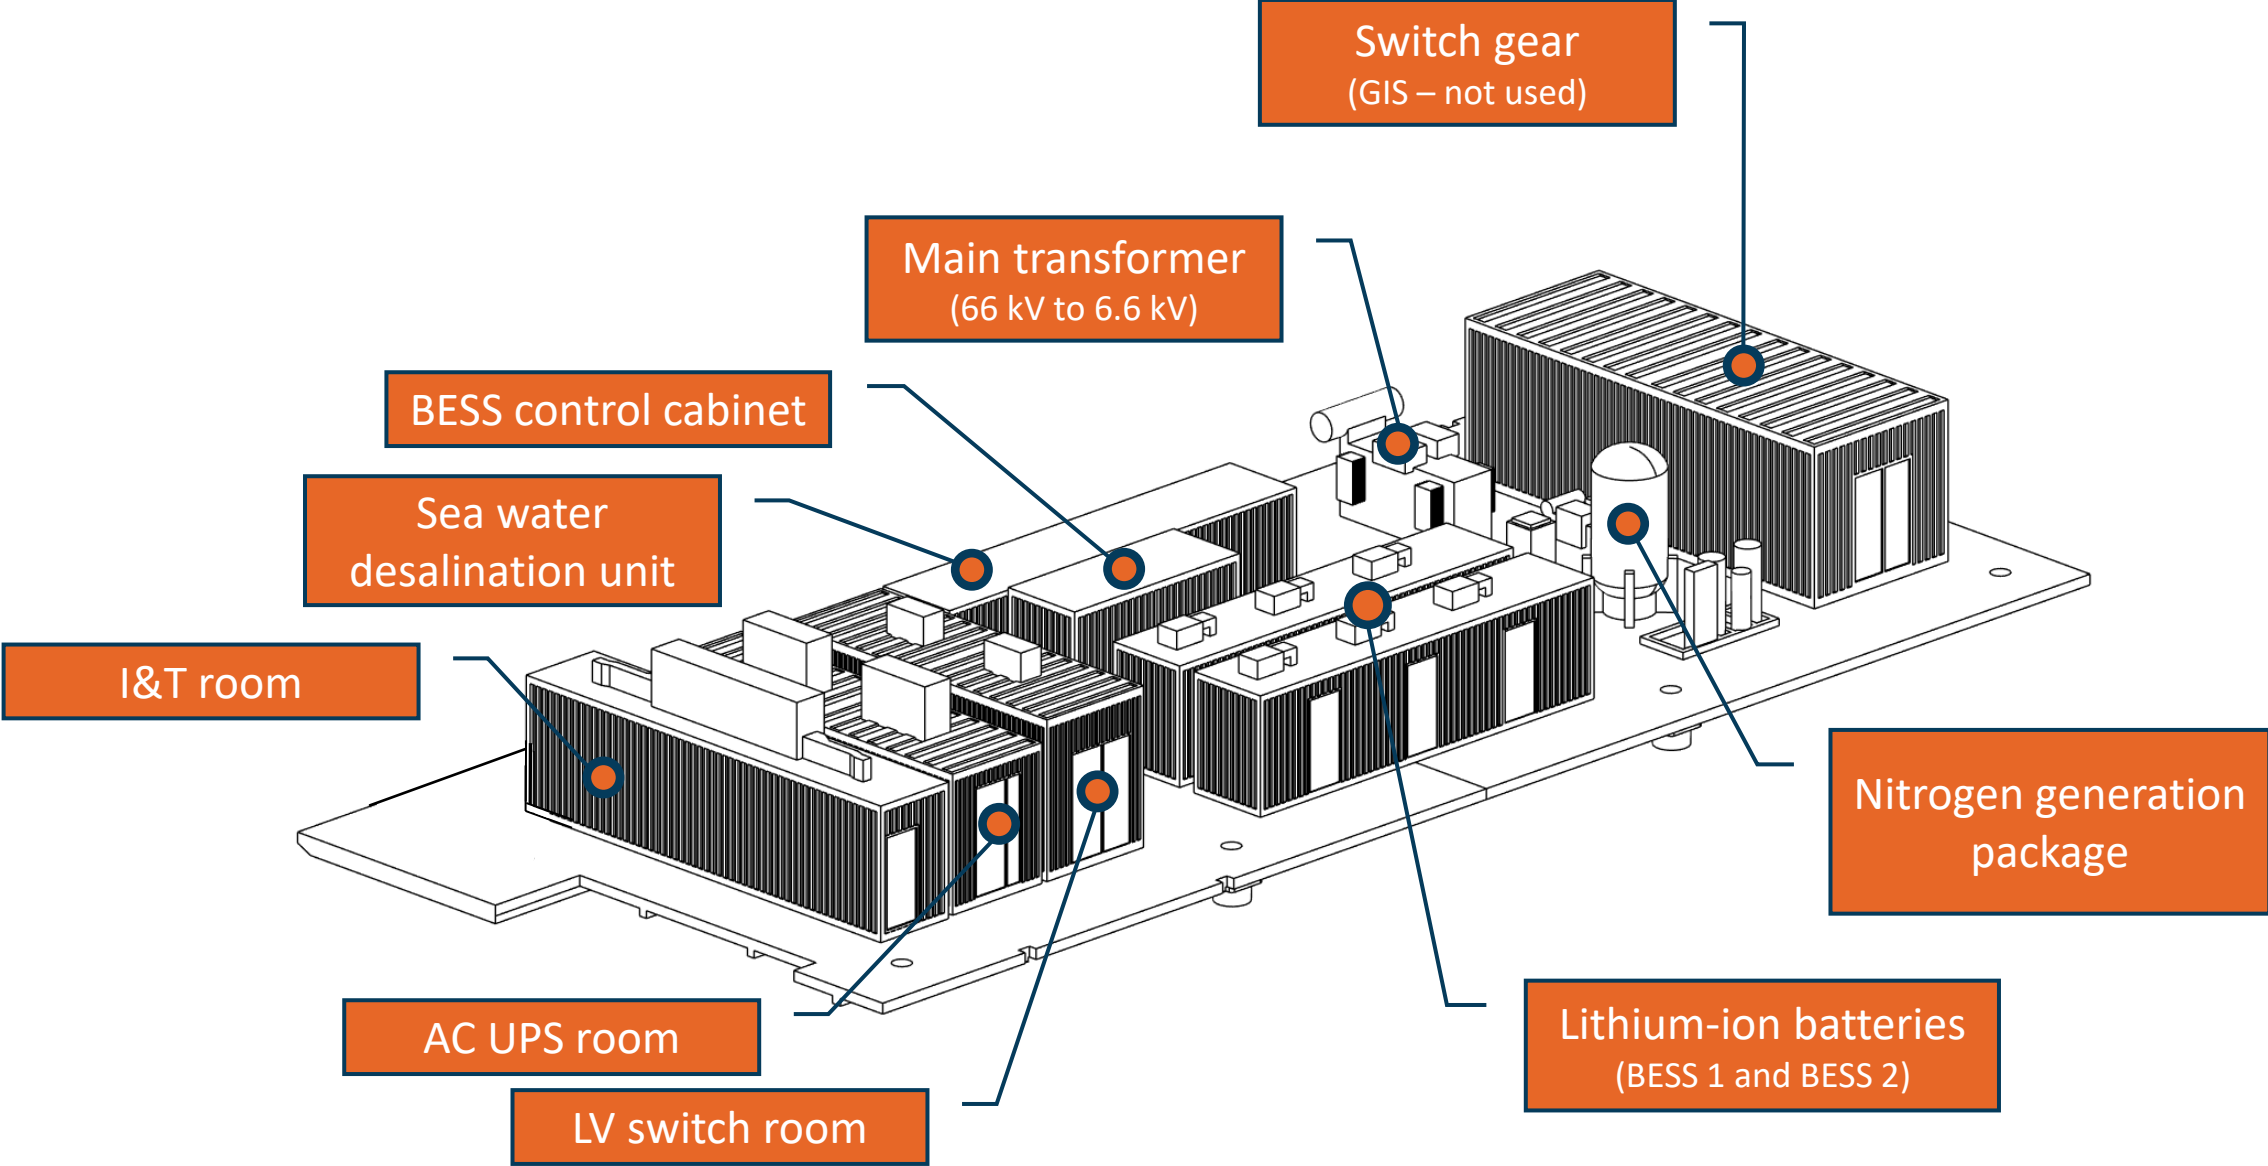 Switch gear
(GIS – not used)
Main transformer
(66 kV to 6.6 kV)
BESS control cabinet
Sea water
desalination unit
I&T room
Nitrogen generation
package
Lithium-ion batteries
(BESS 1 and BESS 2)
AC UPS room
LV switch room